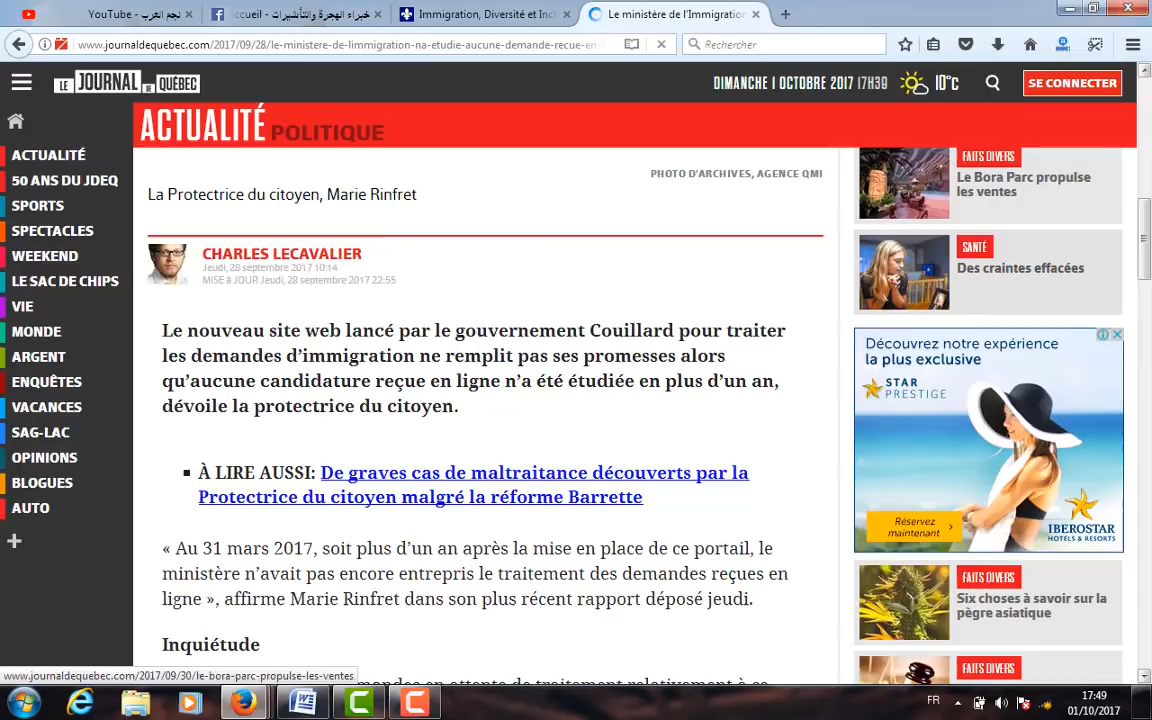 YouTube - نجم العرب
خبراء الهجرة والتأشيرات - ccueil
Immigration, Diversité et Incl
Le ministère de l'Immigration
www.journaldequebec.com/2017/09/28/le-ministere-de-limmigration-na-etudie-aucune-demande-recue-en-
Rechercher
LE JOURNAL DE QUÉBEC
DIMANCHE 1 OCTOBRE 2017 17H39
10°C
SE CONNECTER
ACTUALITÉ POLITIQUE
ACTUALITÉ
50 ANS DU JDEQ
SPORTS
SPECTACLES
WEEKEND
LE SAC DE CHIPS
VIE
MONDE
ARGENT
ENQUÊTES
VACANCES
SAG-LAC
OPINIONS
BLOGUES
AUTO
PHOTO D'ARCHIVES, AGENCE QMI
La Protectrice du citoyen, Marie Rinfret
CHARLES LECAVALIER
Jeudi, 28 septembre 2017 10:14
MISE à JOUR Jeudi, 28 septembre 2017 22:55
Le nouveau site web lancé par le gouvernement Couillard pour traiter
les demandes d'immigration ne remplit pas ses promesses alors
qu'aucune candidature reçue en ligne n'a été étudiée en plus d'un an,
dévoile la protectrice du citoyen.
À LIRE AUSSI: De graves cas de maltraitance découverts par la
Protectrice du citoyen malgré la réforme Barrette
« Au 31 mars 2017, soit plus d'un an après la mise en place de ce portail, le
ministère n'avait pas encore entrepris le traitement des demandes reçues en
ligne », affirme Marie Rinfret dans son plus récent rapport déposé jeudi.
Inquiétude
FAITS DIVERS
Le Bora Parc propulse
les ventes
SANTÉ
Des craintes effacées
Découvrez notre expérience
la plus exclusive
STAR
PRESTIGE
Réservez
maintenant
IBEROSTAR
HOTELS & RESORTS
FAITS DIVERS
Six choses à savoir sur la
pègre asiatique
FAITS DIVERS
www.journaldequebec.com/2017/09/30/le-bora-parc-propulse-les-ventes
FR
17:49
01/10/2017